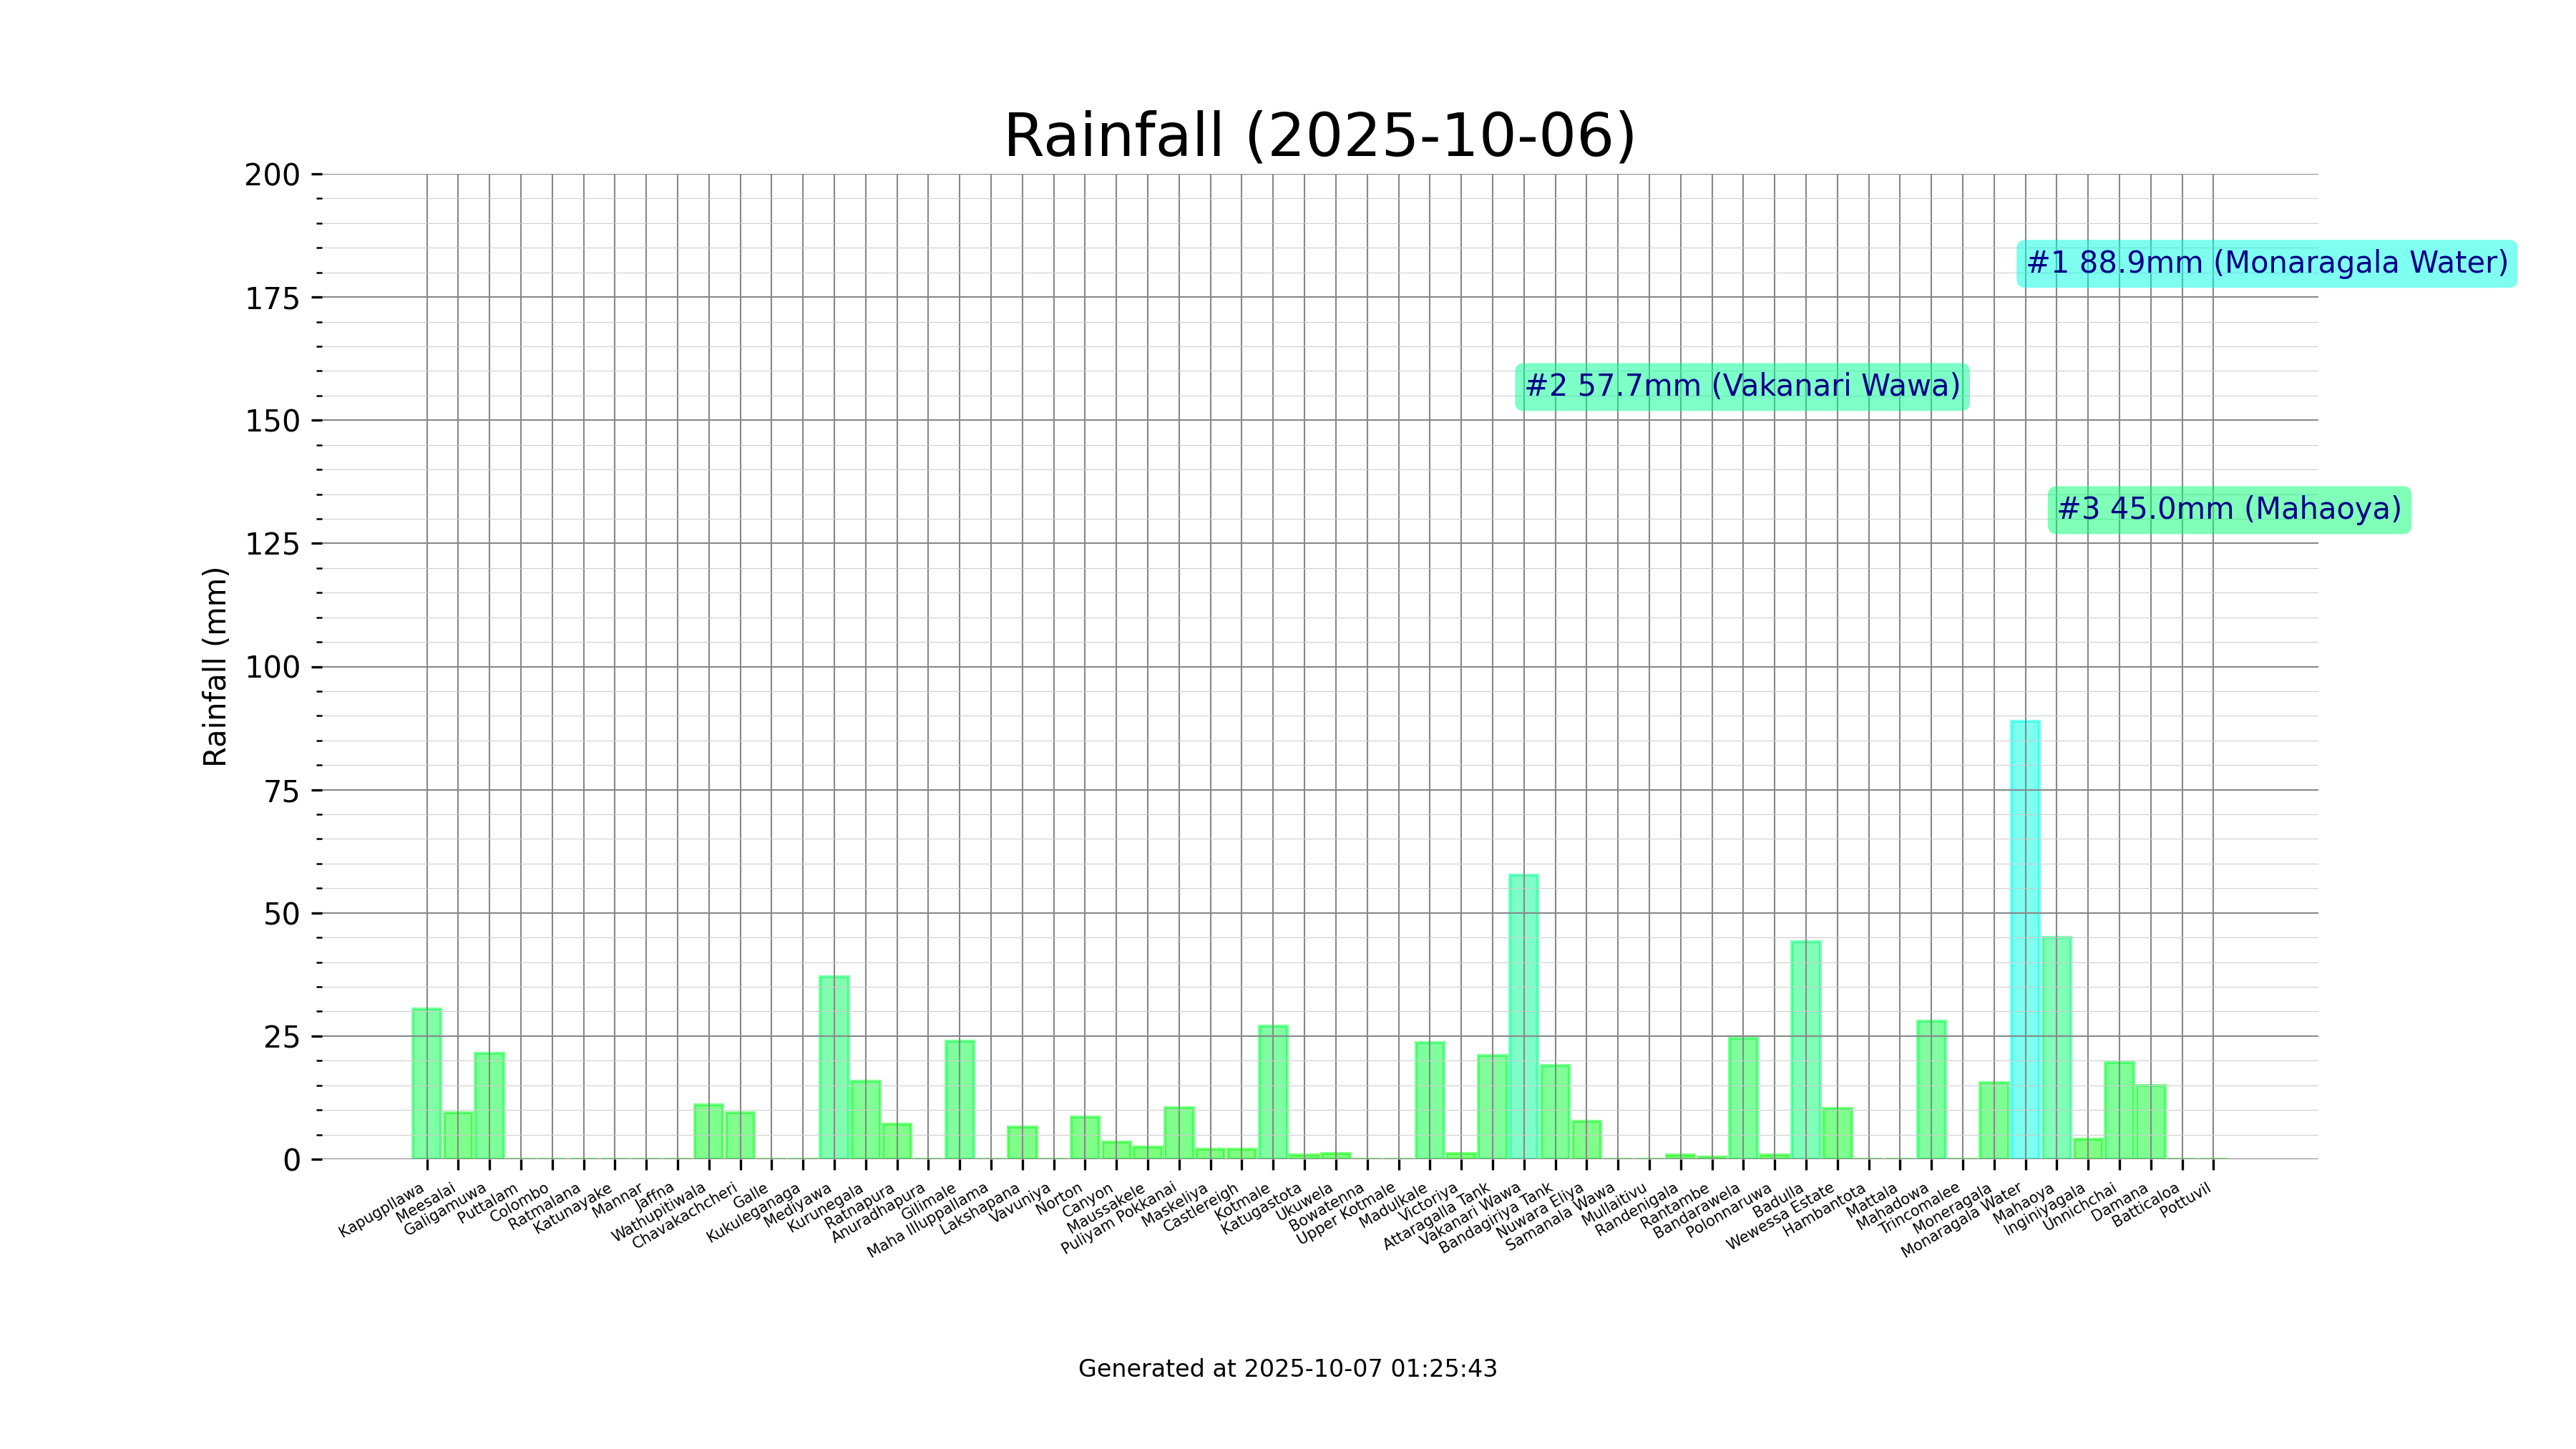 Rainfall (2025-10-06)
Rainfall (mm)
200
175
150
125
100
75
50
25
0
#1 88.9mm (Monaragala Water)
#2 57.7mm (Vakanari Wawa)
#3 45.0mm (Mahaoya)
Kapugpllawa
Meesalai
Galigamuwa
Puttalam
Colombo
Ratmalana
Katunayake
Mannar
Jaffna
Wathupitiwala
Chavakachcheri
Galle
Kukuleganaga
Mediyawa
Kurunegala
Ratnapura
Anuradhapura
Gilimale
Maha Illuppallama
Lakshapana
Vavuniya
Norton
Canyon
Maussakele
Puliyam Pokkanai
Maskeliya
Castlereigh
Kotmale
Katugastota
Ukuwela
Bowatenna
Upper Kotmale
Madulkale
Victoriya
Attaragalla Tank
Vakanari Wawa
Bandagiriya Tank
Nuwara Eliya
Samanala Wawa
Mullaitivu
Randenigala
Rantambe
Bandarawela
Polonnaruwa
Badulla
Wewessa Estate
Hambantota
Mattala
Mahadowa
Trincomalee
Moneragala
Monaragala Water
Mahaoya
Inginiyagala
Unnichchai
Damana
Batticaloa
Pottuvil
Generated at 2025-10-07 01:25:43